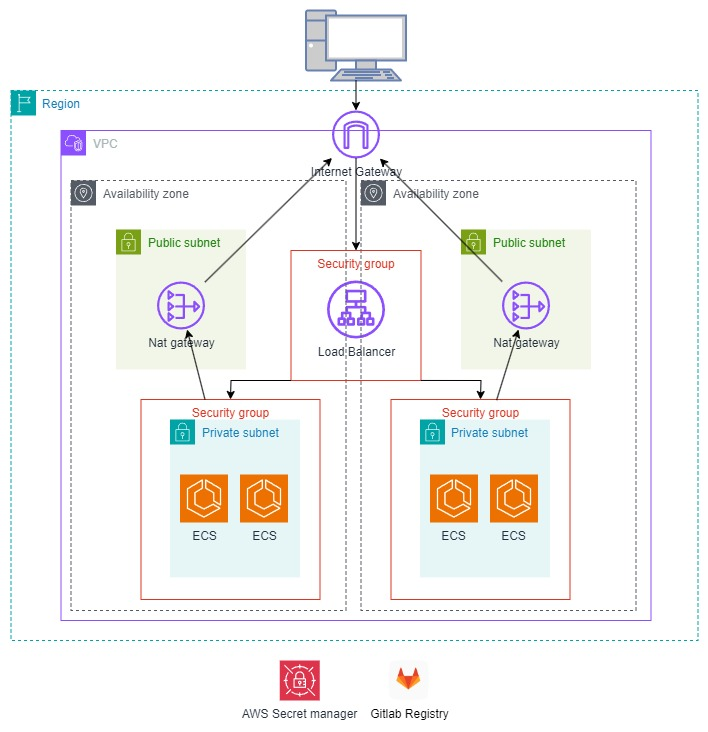 Region
VPC
Internet Gateway
Availability zone
Availability zone
Public subnet
Public subnet
Security group
Nat gateway
Nat gateway
Load Balancer
Security group
Security group
Private subnet
Private subnet
ECS
ECS
ECS
ECS
AWS Secret manager
Gitlab Registry